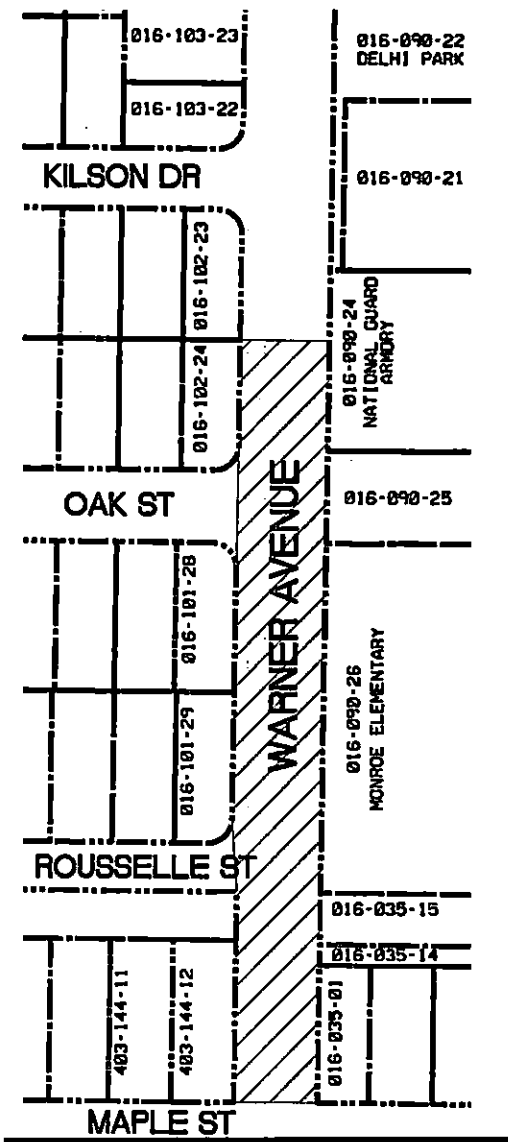 016-103-23
016-090-22
DELHI PARK
016-103-22
KILSON DR
016-090-21
016-102-23
016-090-24
NATIONAL GUARD
ARMORY
016-102-24
OAK ST
WARNER AVENUE
016-090-25
016-101-28
016-090-26
MONROE ELEMENTARY
016-101-29
ROUSSELLE ST
016-035-15
016-035-14
403-144-11
403-144-12
016-035-01
MAPLE ST